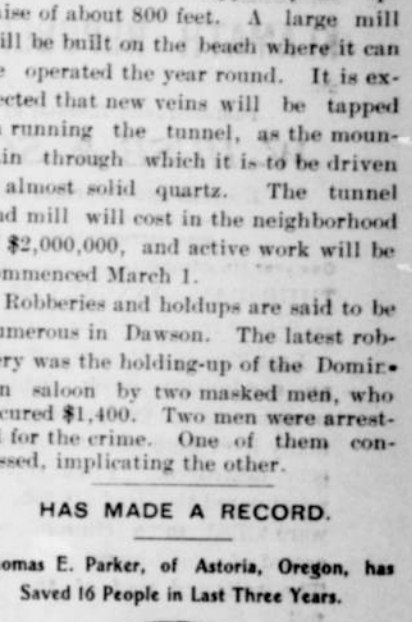 ise of about 800 feet. A large mill
ill be built on the beach where it can
e operated the year round. It is ex-
ected that new veins will be tapped
running the tunnel, as the moun-
in through which it is to be driven
almost solid quartz. The tunnel
nd mill will cost in the neighborhood
$2,000,000, and active work will be
mmenced March 1.
Robberies and holdups are said to be
umerous in Dawson. The latest rob-
ery was the holding-up of the Domin-
n saloon by two masked men, who
cured $1,400. Two men were arrest-
d for the crime. One of them con-
ssed, implicating the other.
HAS MADE A RECORD.
omas E. Parker, of Astoria, Oregon, has
Saved 16 People in Last Three Years.